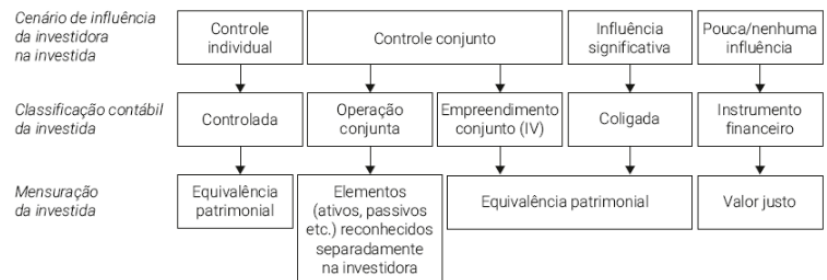 Cenário de influência
da investidora
na investida
Controle
individual
Controle conjunto
Influência
significativa
Pouca/nenhuma
influência
Classificação contábil
da investida
Controlada
Operação
conjunta
Empreendimento
conjunto (IV)
Coligada
Instrumento
financeiro
Mensuração
da investida
Equivalência
patrimonial
Elementos
(ativos, passivos
etc.) reconhecidos
separadamente
na investidora
Equivalência patrimonial
Valor justo